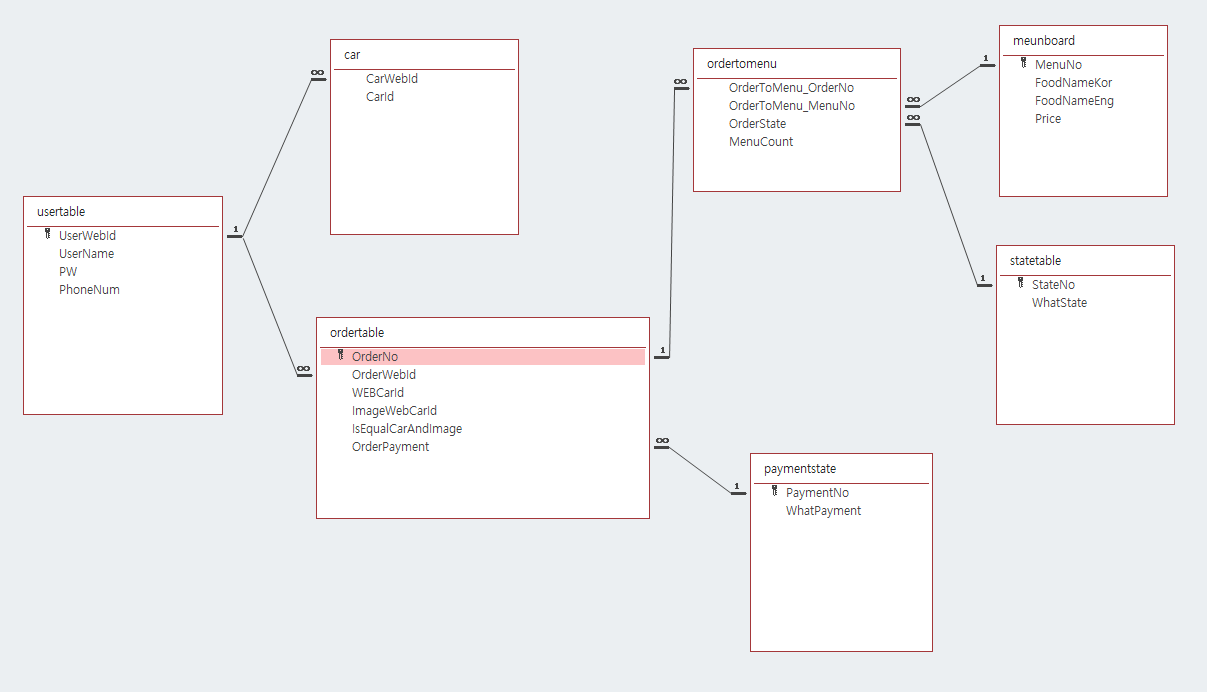 car
CarWebId
CarId
usertable
UserWebId
UserName
PW
PhoneNum
ordertable
OrderNo
OrderWebId
WEBCarId
ImageWebCarId
IsEqualCarAndImage
OrderPayment
ordertomenu
OrderToMenu_OrderNo
OrderToMenu_MenuNo
OrderState
MenuCount
meunboard
MenuNo
FoodNameKor
FoodNameEng
Price
statetable
StateNo
WhatState
paymentstate
PaymentNo
WhatPayment
1
∞
∞
1
∞
∞
1
∞
1
∞
1